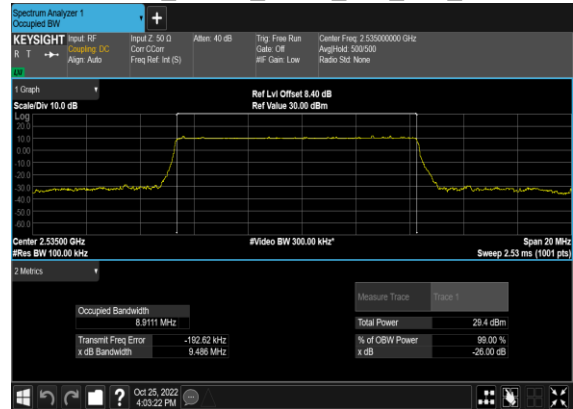 Spectrum Analyzer 1
Occupied BW
+
KEYSIGHT Input: RF Input Z: 50 Ω Atten: 40 dB Trig: Free Run Center Freq: 2.535000000 GHz
R T Coupling: DC Corr CCorr Gate: Off Avg|Hold: 500/500
Align: Auto Freq Ref: Int (S) #IF Gain: Low Radio Std: None
LXI
1 Graph
Ref Lvl Offset 8.40 dB
Scale/Div 10.0 dB Ref Value 30.00 dBm
Log
20.0
10.0
0.00
-10.0
-20.0
-30.0
-40.0
-50.0
-60.0
Center 2.53500 GHz #Video BW 300.00 kHz* Span 20 MHz
#Res BW 100.00 kHz Sweep 2.53 ms (1001 pts)
2 Metrics
Measure Trace Trace 1
Occupied Bandwidth
8.9111 MHz
Total Power 29.4 dBm
Transmit Freq Error -192.62 kHz % of OBW Power 99.00 %
x dB Bandwidth 9.486 MHz x dB -26.00 dB
?
Oct 25, 2022
4:03:22 PM